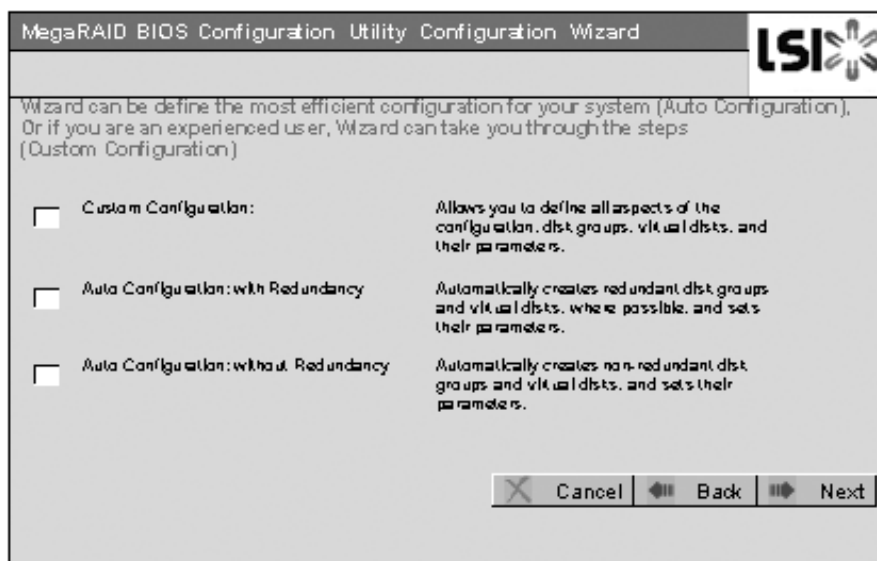 MegaRAID BIOS Configuration Utility Configuration Wizard
LSI
Wizard can be define the most efficient configuration for your system (Auto Configuration),
Or if you are an experienced user, Wizard can take you through the steps
(Custom Configuration)
Custom Configuration:
Allows you to define all aspects of the
configuration, disk groups, virtual disks, and
their parameters.
Auto Configuration: with Redundancy
Automatically creates redundant disk groups
and virtual disks, where possible, and sets
their parameters.
Auto Configuration: without Redundancy
Automatically creates non-redundant disk
groups and virtual disks, and sets their
parameters.
Cancel
Back
Next